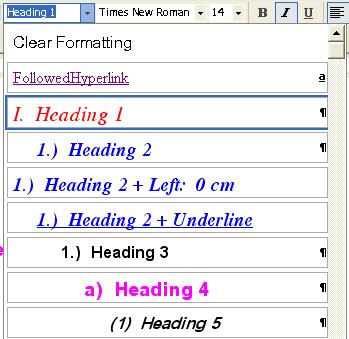 Heading 1 Times New Roman 14 B I U
Clear Formatting
FollowedHyperlink a
I. Heading 1 ¶
1.) Heading 2 ¶
1.) Heading 2 + Left: 0 cm
1.) Heading 2 + Underline
1.) Heading 3 ¶
a) Heading 4 ¶
(1) Heading 5 ¶